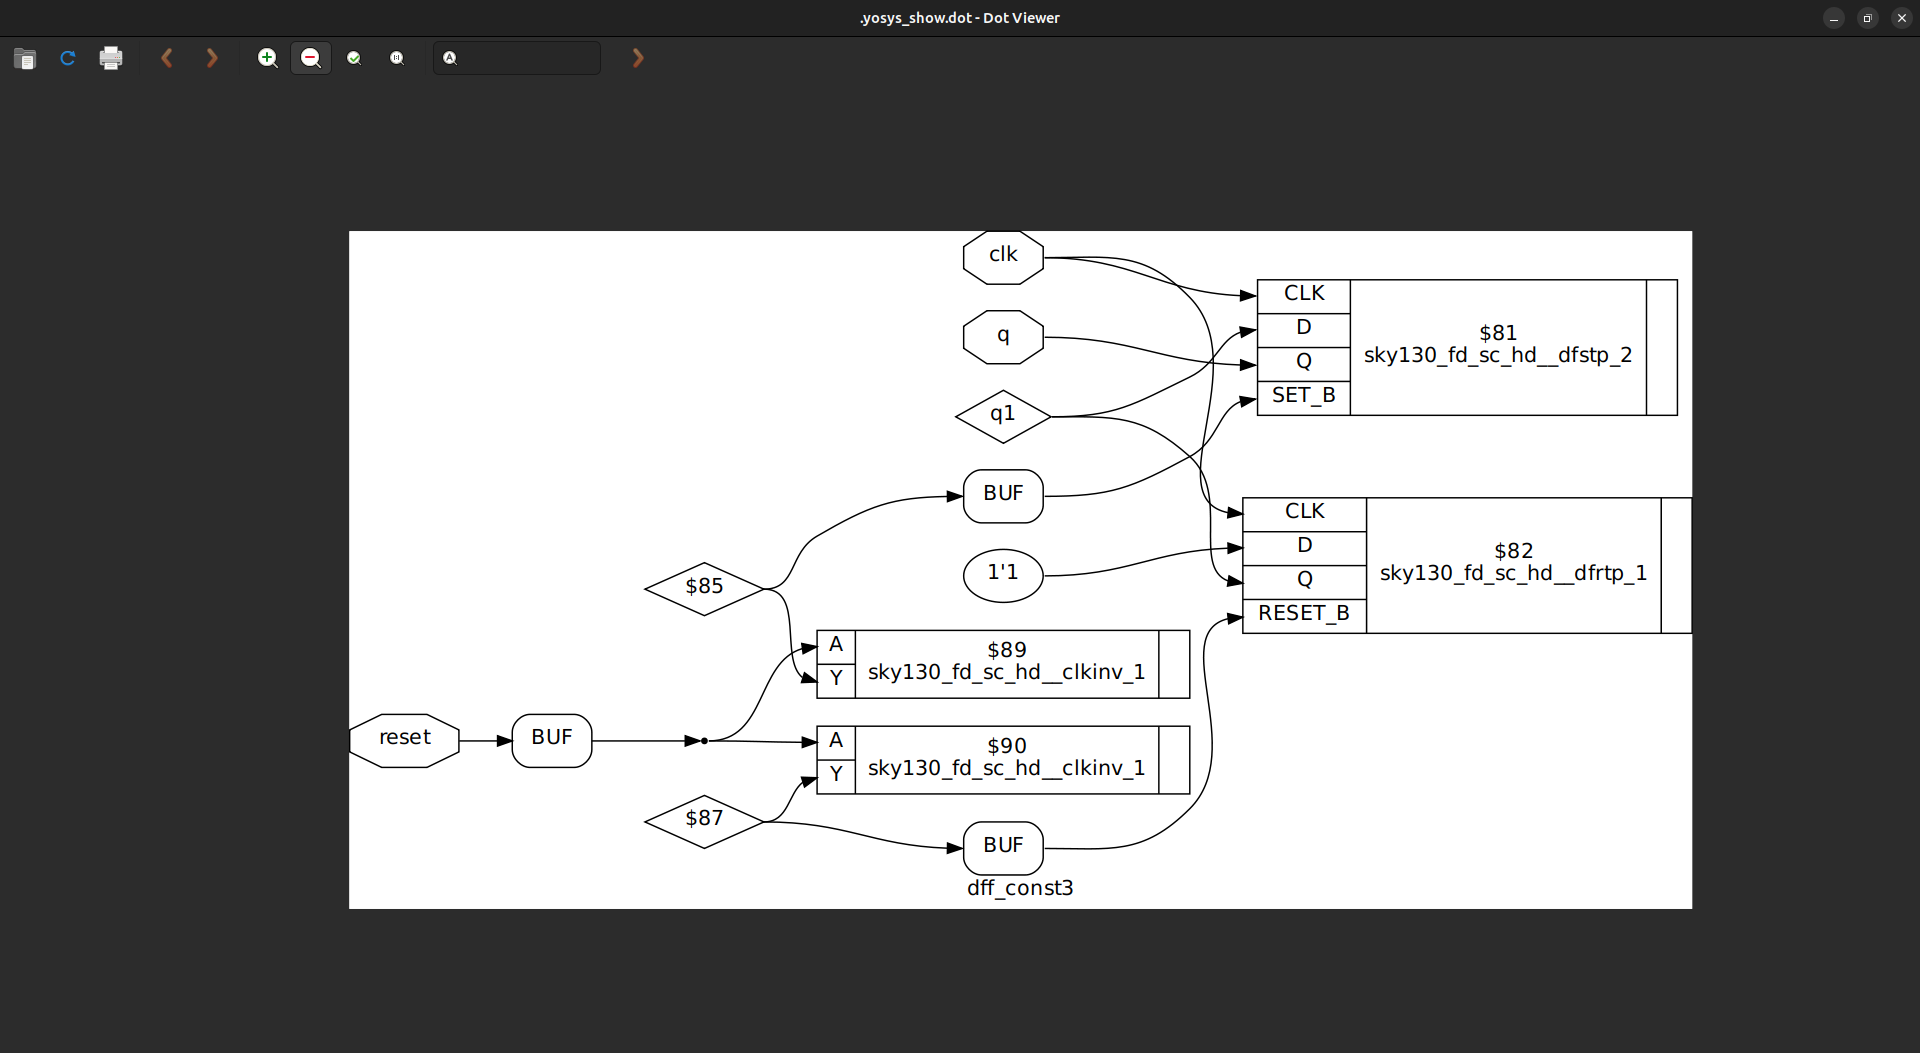 .yosys_show.dot - Dot Viewer
clk
CLK
D
Q
SET_B
$81
sky130_fd_sc_hd__dfstp_2
q
q1
BUF
1'1
CLK
D
Q
RESET_B
$82
sky130_fd_sc_hd__dfrtp_1
$85
A
Y
$89
sky130_fd_sc_hd__clkinv_1
reset
BUF
A
Y
$90
sky130_fd_sc_hd__clkinv_1
$87
BUF
dff_const3